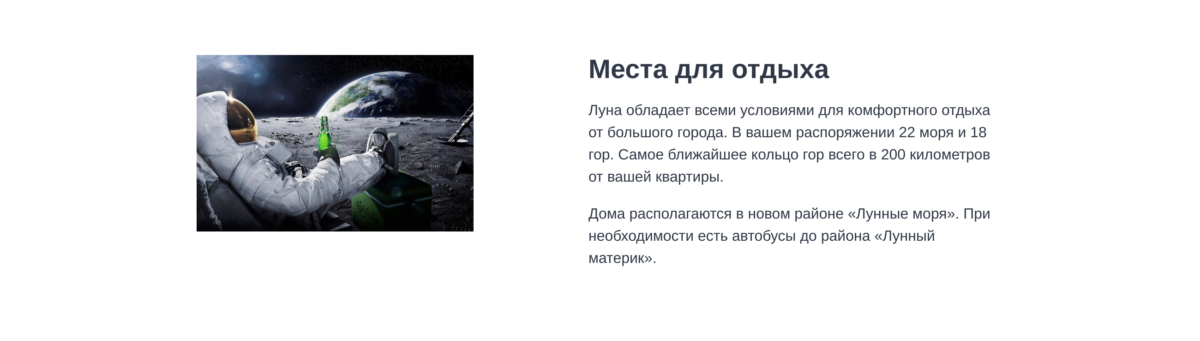 Места для отдыха
Луна обладает всеми условиями для комфортного отдыха
от большого города. В вашем распоряжении 22 моря и 18
гор. Самое ближайшее кольцо гор всего в 200 километров
от вашей квартиры.
Дома располагаются в новом районе «Лунные моря». При
необходимости есть автобусы до района «Лунный
материк».